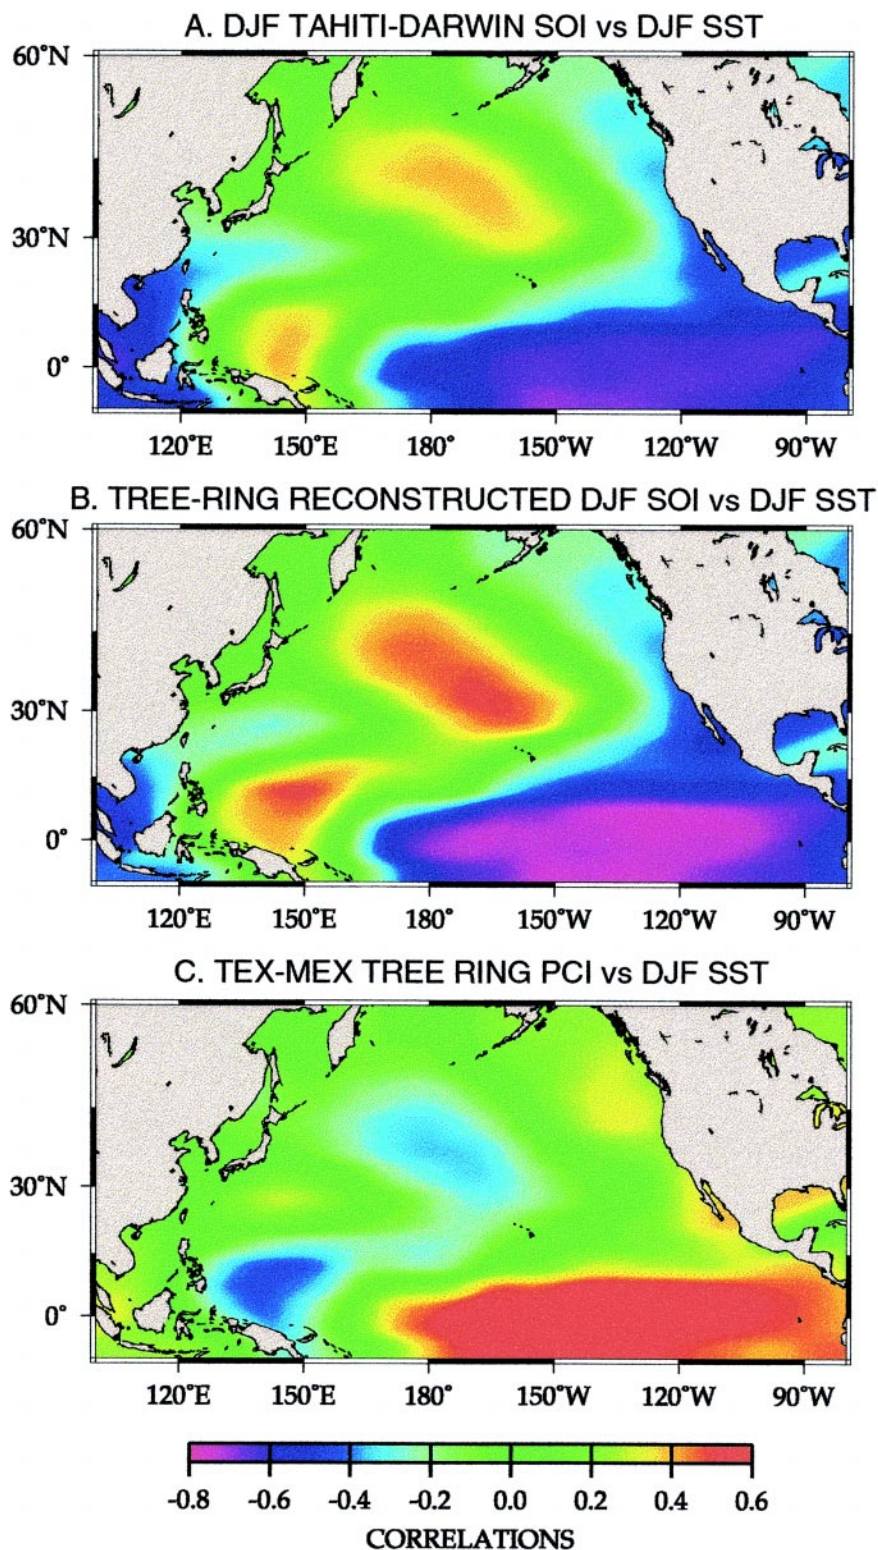 A. DJF TAHITI-DARWIN SOI vs DJF SST
60°N
30°N
0°
120°E 150°E 180° 150°W 120°W 90°W
B. TREE-RING RECONSTRUCTED DJF SOI vs DJF SST
60°N
30°N
0°
120°E 150°E 180° 150°W 120°W 90°W
C. TEX-MEX TREE RING PCI vs DJF SST
60°N
30°N
0°
120°E 150°E 180° 150°W 120°W 90°W
-0.8 -0.6 -0.4 -0.2 0.0 0.2 0.4 0.6
CORRELATIONS